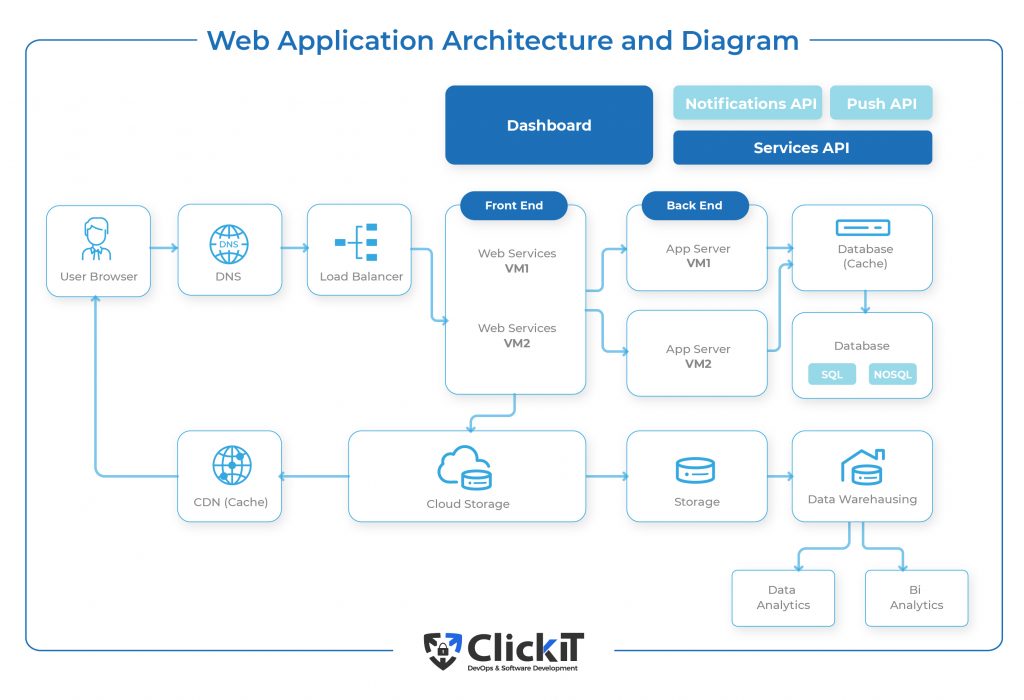 Web Application Architecture and Diagram
Dashboard
Notifications API
Push API
Services API
Front End
Back End
User Browser
DNS
DNS
Load Balancer
Web Services
VM1
Web Services
VM2
App Server
VM1
App Server
VM2
Database
(Cache)
Database
SQL
NOSQL
CDN (Cache)
Cloud Storage
Storage
Data Warehausing
Data
Analytics
Bi
Analytics
ClickIT
DevOps & Software Development